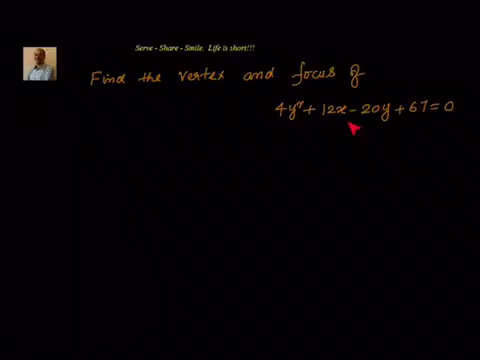 Serve - Share - Smile. Life is short!!!
Find the vertex and focus of
4y² + 12x - 20y + 67 = 0